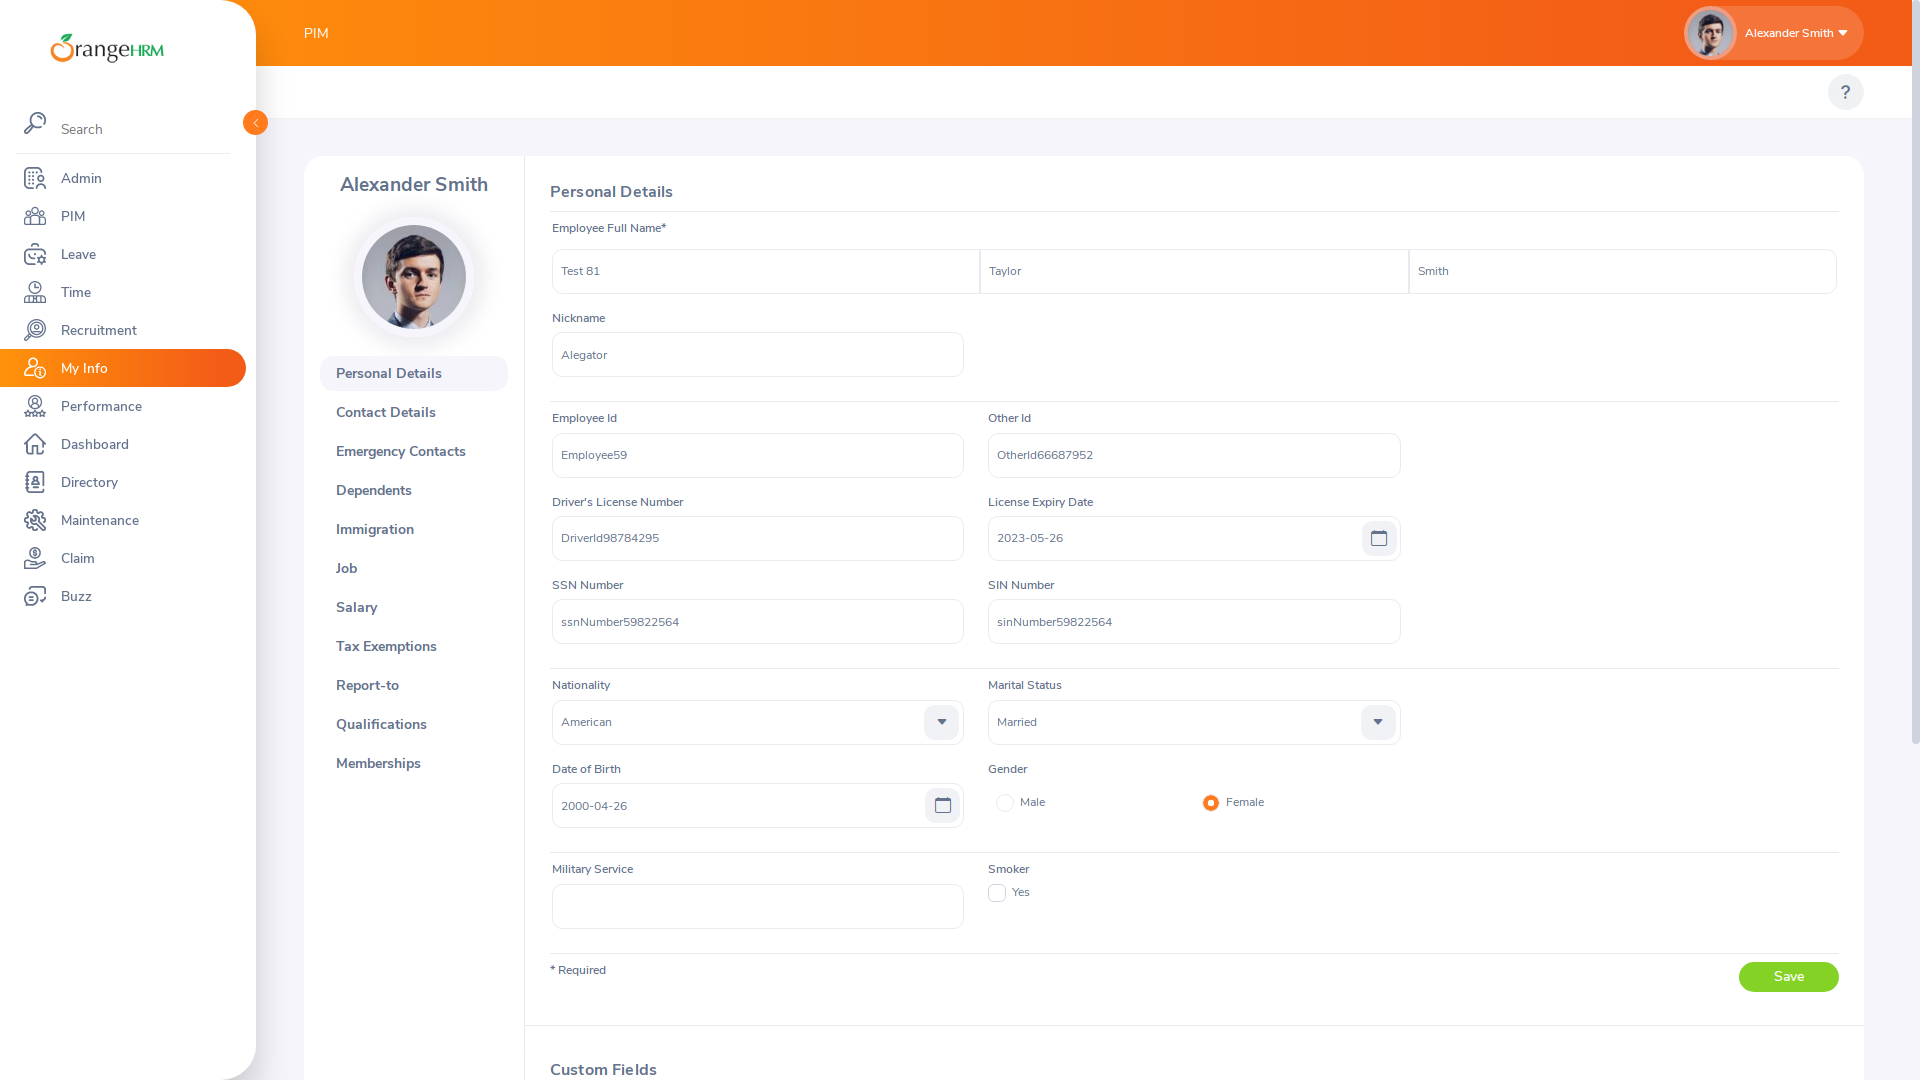 OrangeHRM
PIM
Alexander Smith
?
Search
Admin
PIM
Leave
Time
Recruitment
My Info
Performance
Dashboard
Directory
Maintenance
Claim
Buzz
Alexander Smith
Personal Details
Contact Details
Emergency Contacts
Dependents
Immigration
Job
Salary
Tax Exemptions
Report-to
Qualifications
Memberships
Personal Details
Employee Full Name*
Test 81 Taylor Smith
Nickname
Alegator
Employee Id Other Id
Employee59 OtherId66687952
Driver's License Number License Expiry Date
DriverId98784295 2023-05-26
SSN Number SIN Number
ssnNumber59822564 sinNumber59822564
Nationality Marital Status
American Married
Date of Birth Gender
2000-04-26 Male Female
Military Service Smoker
Yes
* Required
Save
Custom Fields